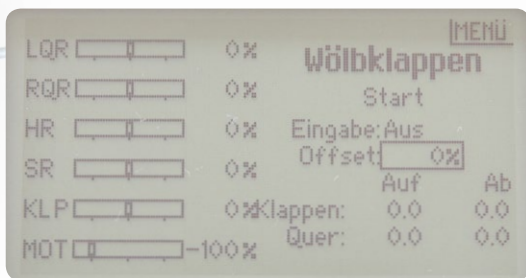 MENÜ
LQR 0%
RQR 0%
HR 0%
SR 0%
KLP 0%
MOT -100%
Wölbklappen
Start
Eingabe:Aus
Offset: 0%
Auf Ab
Klappen: 0.0 0.0
Quer: 0.0 0.0